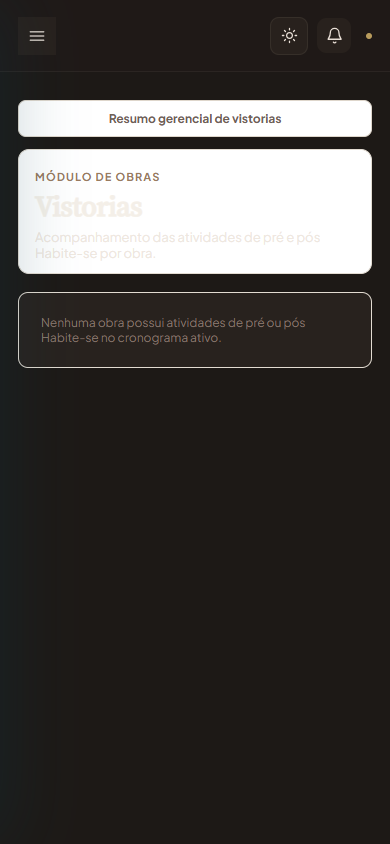 Resumo gerencial de vistorias
MÓDULO DE OBRAS
Vistorias
Acompanhamento das atividades de pré e pós
Habite-se por obra.
Nenhuma obra possui atividades de pré ou pós
Habite-se no cronograma ativo.